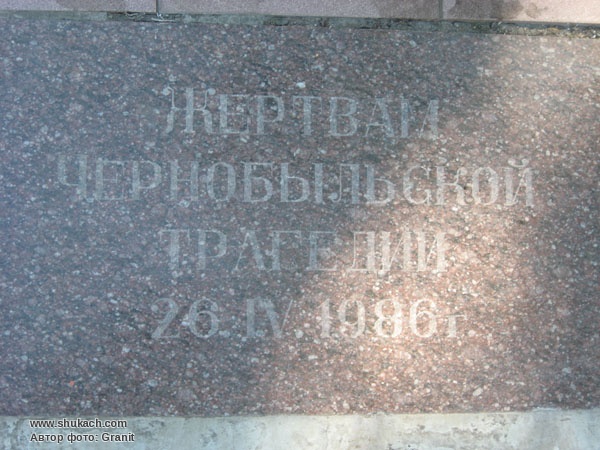 ЖЕРТВАМ
ЧЕРНОБЫЛЬСКОЙ
ТРАГЕДИИ
26.IV.1986г.
www.shukach.com
Автор фото: Granit